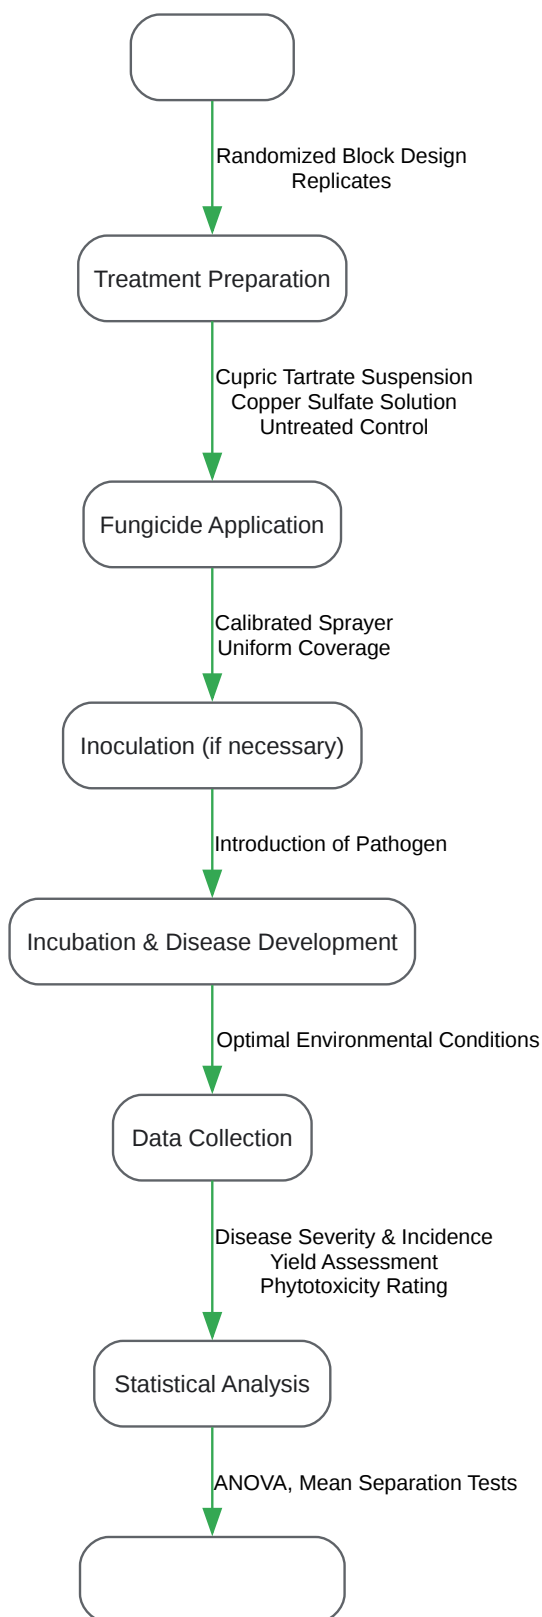 Randomized Block Design
Replicates
Treatment Preparation
Cupric Tartrate Suspension
Copper Sulfate Solution
Untreated Control
Fungicide Application
Calibrated Sprayer
Uniform Coverage
Inoculation (if necessary)
Introduction of Pathogen
Incubation & Disease Development
Optimal Environmental Conditions
Data Collection
Disease Severity & Incidence
Yield Assessment
Phytotoxicity Rating
Statistical Analysis
ANOVA, Mean Separation Tests